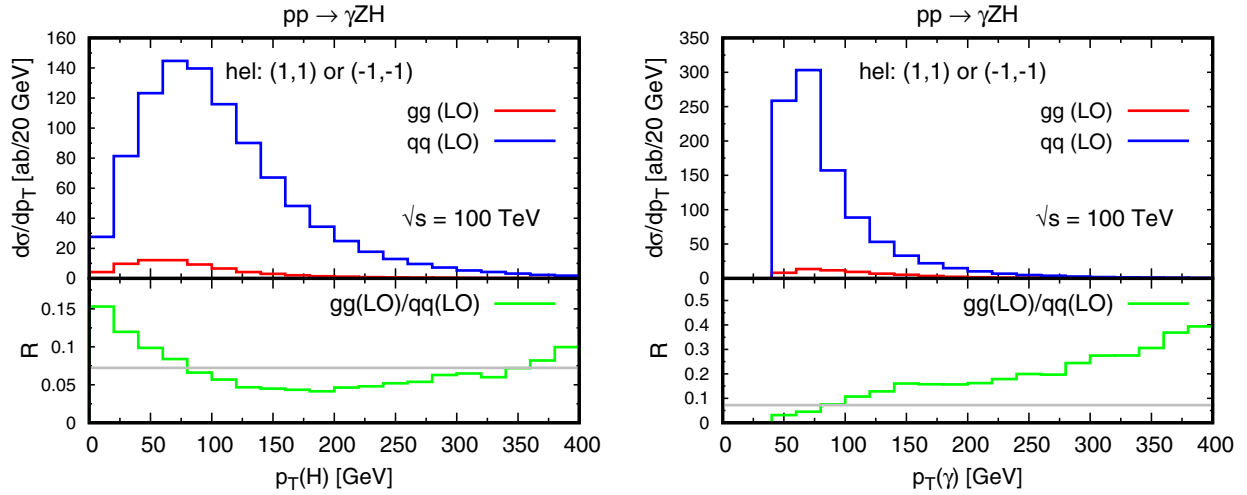 pp → γZH
dσ/dp_T [ab/20 GeV]
160
140
120
100
80
60
40
20
0
hel: (1,1) or (-1,-1)
gg (LO)
qq (LO)
√s = 100 TeV
R
0.15
0.1
0.05
0
gg(LO)/qq(LO)
0 50 100 150 200 250 300 350 400
p_T(H) [GeV]
pp → γZH
dσ/dp_T [ab/20 GeV]
350
300
250
200
150
100
50
0
hel: (1,1) or (-1,-1)
gg (LO)
qq (LO)
√s = 100 TeV
R
0.5
0.4
0.3
0.2
0.1
0
gg(LO)/qq(LO)
0 50 100 150 200 250 300 350 400
p_T(γ) [GeV]